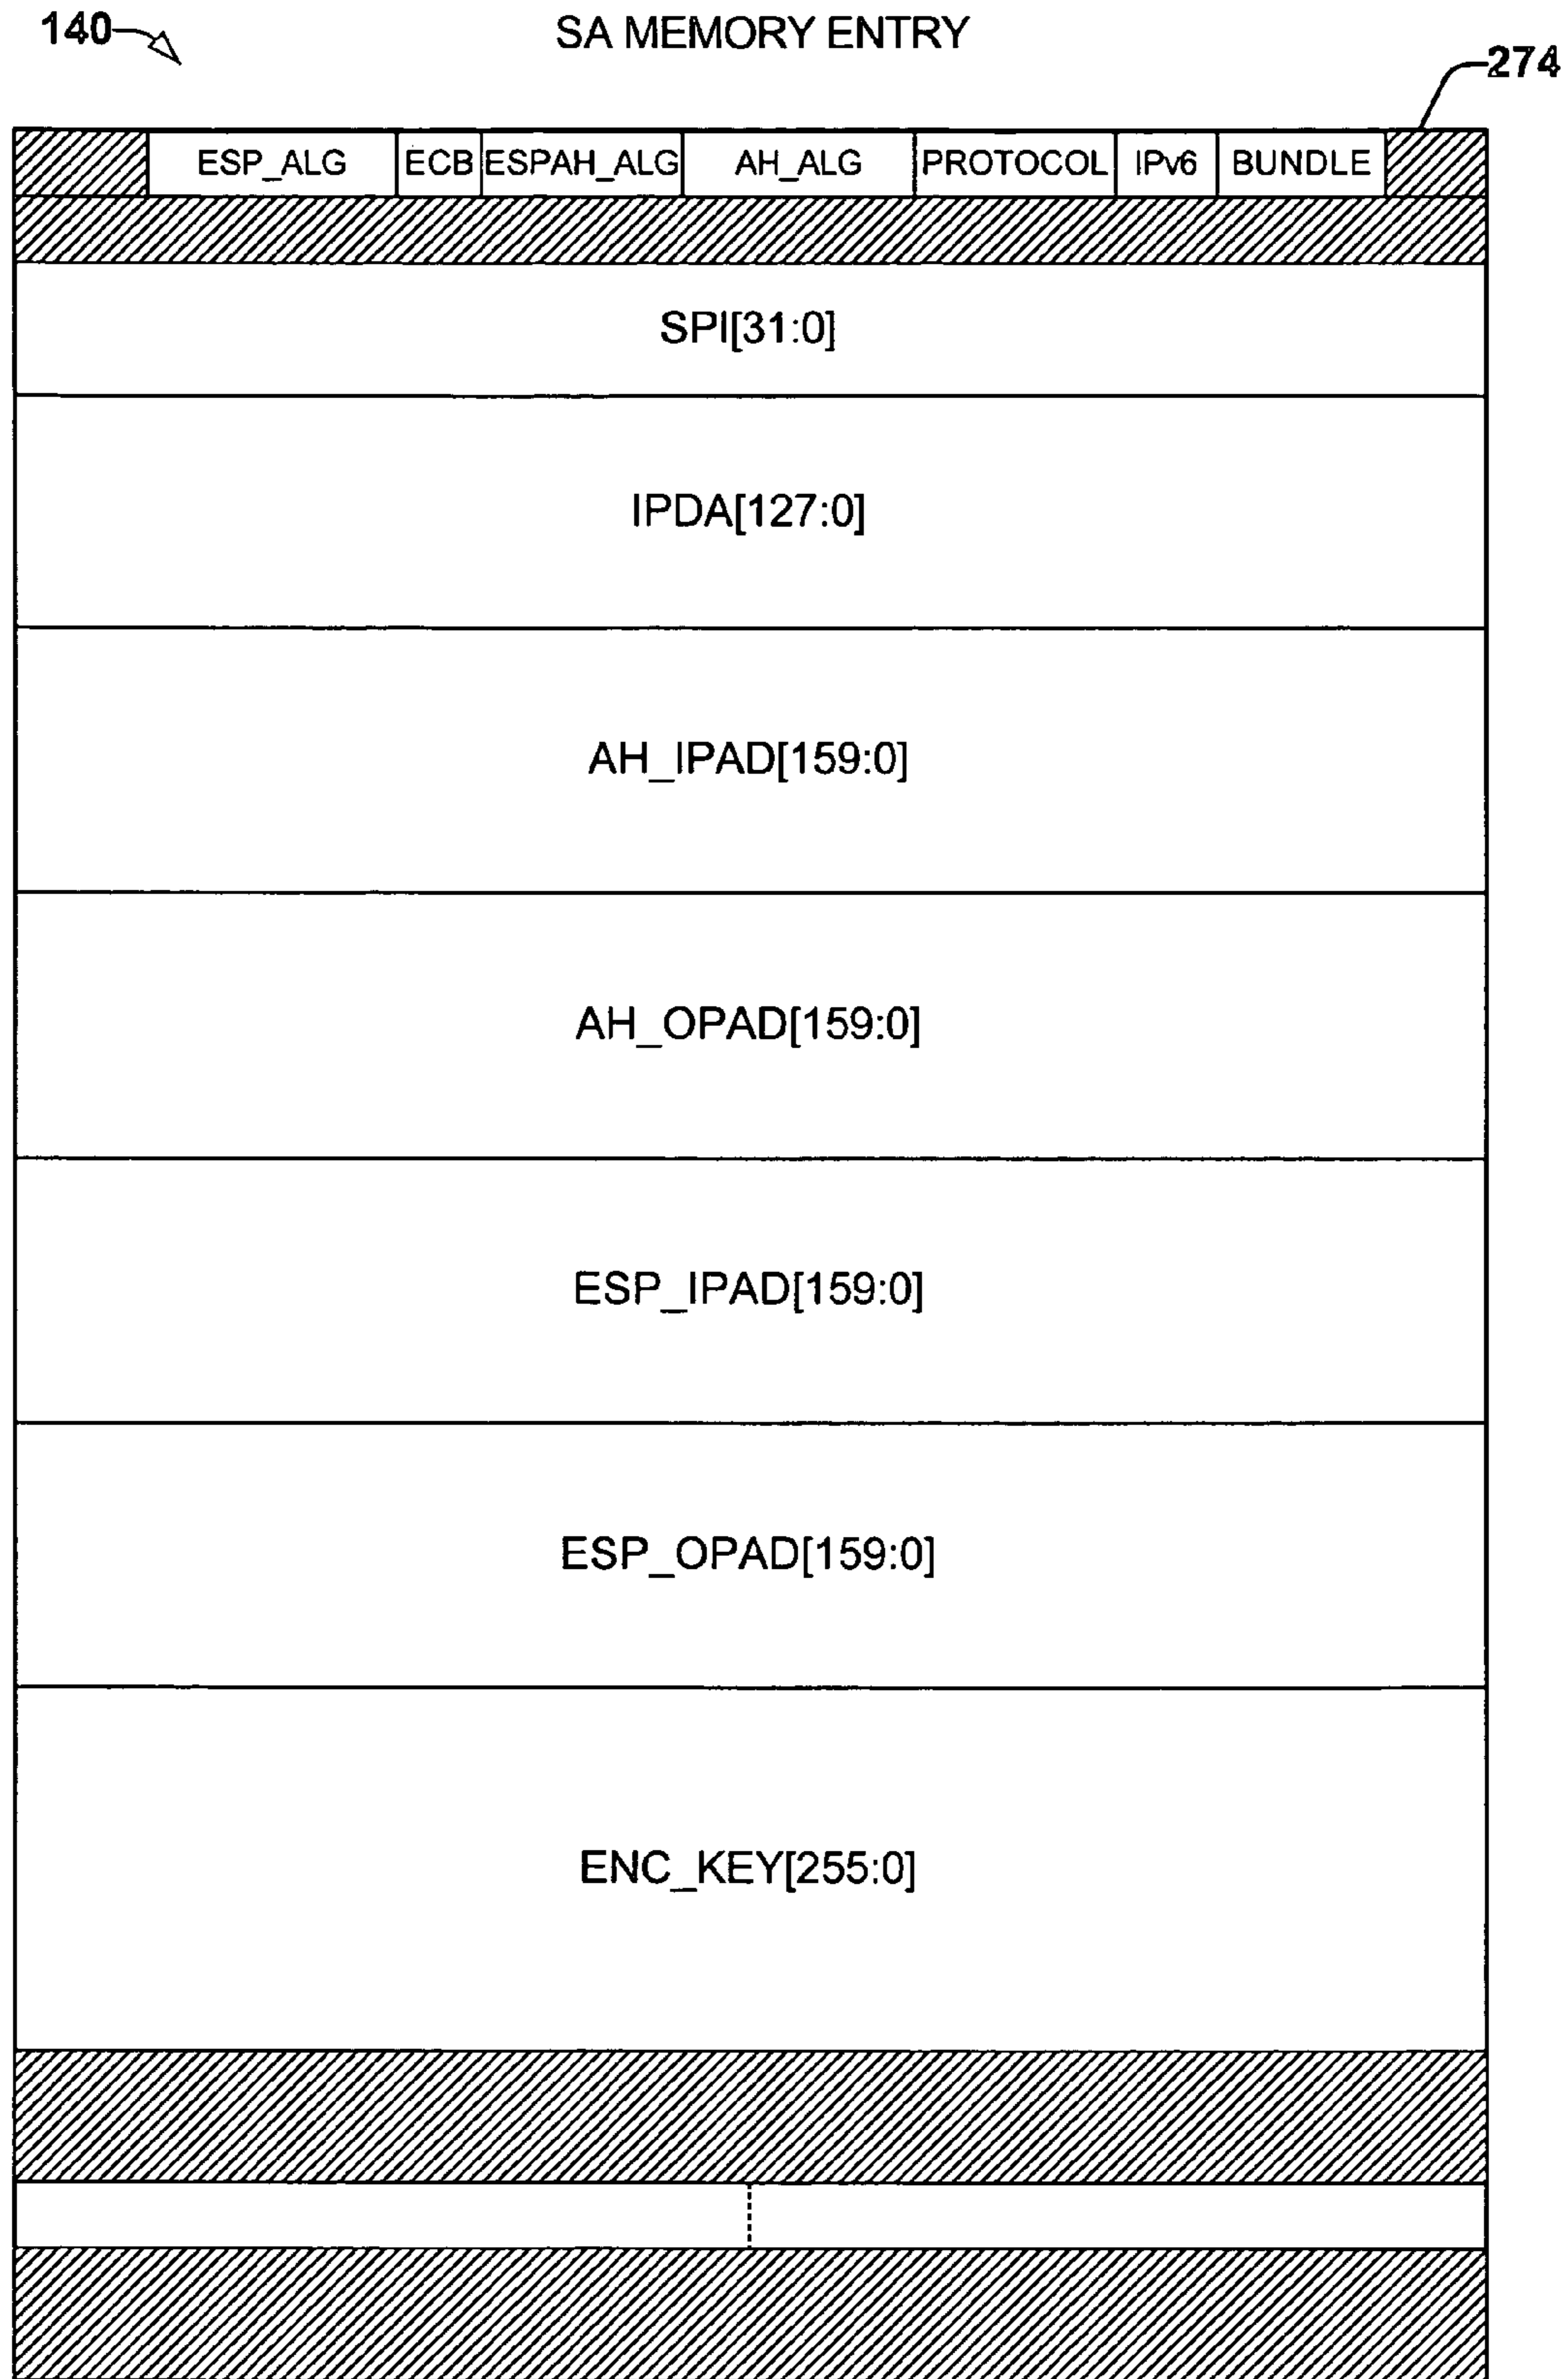 140
SA MEMORY ENTRY
274
ESP_ALG ECB ESPAH_ALG AH_ALG PROTOCOL IPv6 BUNDLE
SPI[31:0]
IPDA[127:0]
AH_IPAD[159:0]
AH_OPAD[159:0]
ESP_IPAD[159:0]
ESP_OPAD[159:0]
ENC_KEY[255:0]